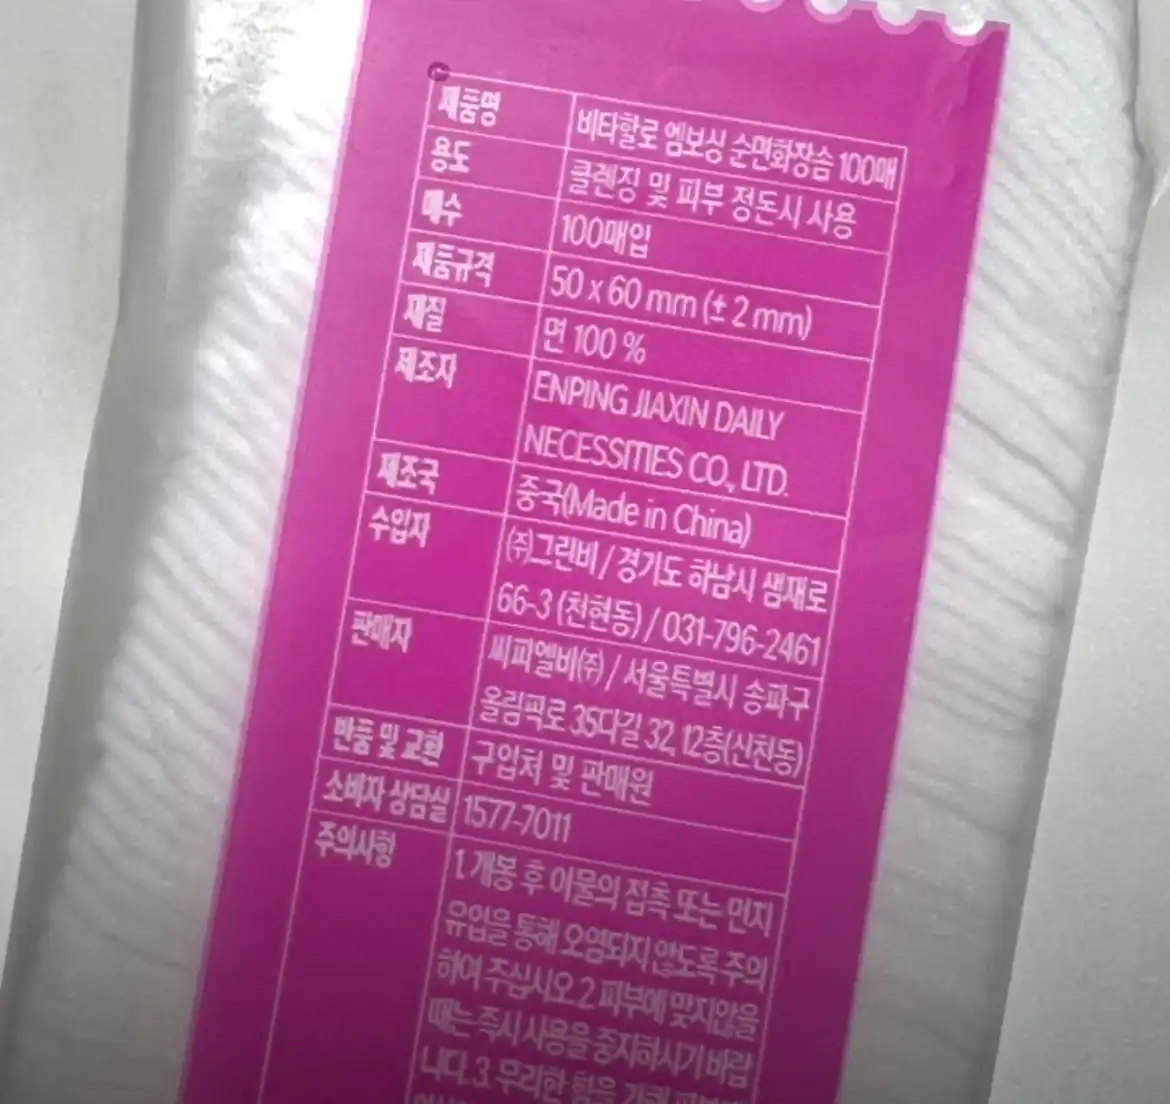 제품명 비타할로 엠보싱 순면화장솜 100매
용도 클렌징 및 피부 정돈시 사용
매수 100매입
제품규격 50 x 60 mm (± 2 mm)
재질 면 100 %
제조자 ENPING JIAXIN DAILY
NECESSITIES CO., LTD.
제조국 중국(Made in China)
수입자 (주)그린비 / 경기도 하남시 샘재로
66-3 (천현동) / 031-796-2461
판매자 씨피엘비(주) / 서울특별시 송파구
올림픽로 35다길 32, 12층(신천동)
반품 및 교환 구입처 및 판매원
소비자 상담실 1577-7011
주의사항 1. 개봉 후 이물의 접촉 또는 먼지
유입을 통해 오염되지 않도록 주의
하여 주십시오. 2. 피부에 맞지않을
때는 즉시 사용을 중지하시기 바랍
니다. 3. 무리한 힘을 가해 피부에